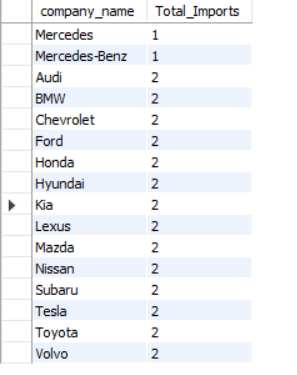 company_name Total_Imports
Mercedes 1
Mercedes-Benz 1
Audi 2
BMW 2
Chevrolet 2
Ford 2
Honda 2
Hyundai 2
Kia 2
Lexus 2
Mazda 2
Nissan 2
Subaru 2
Tesla 2
Toyota 2
Volvo 2